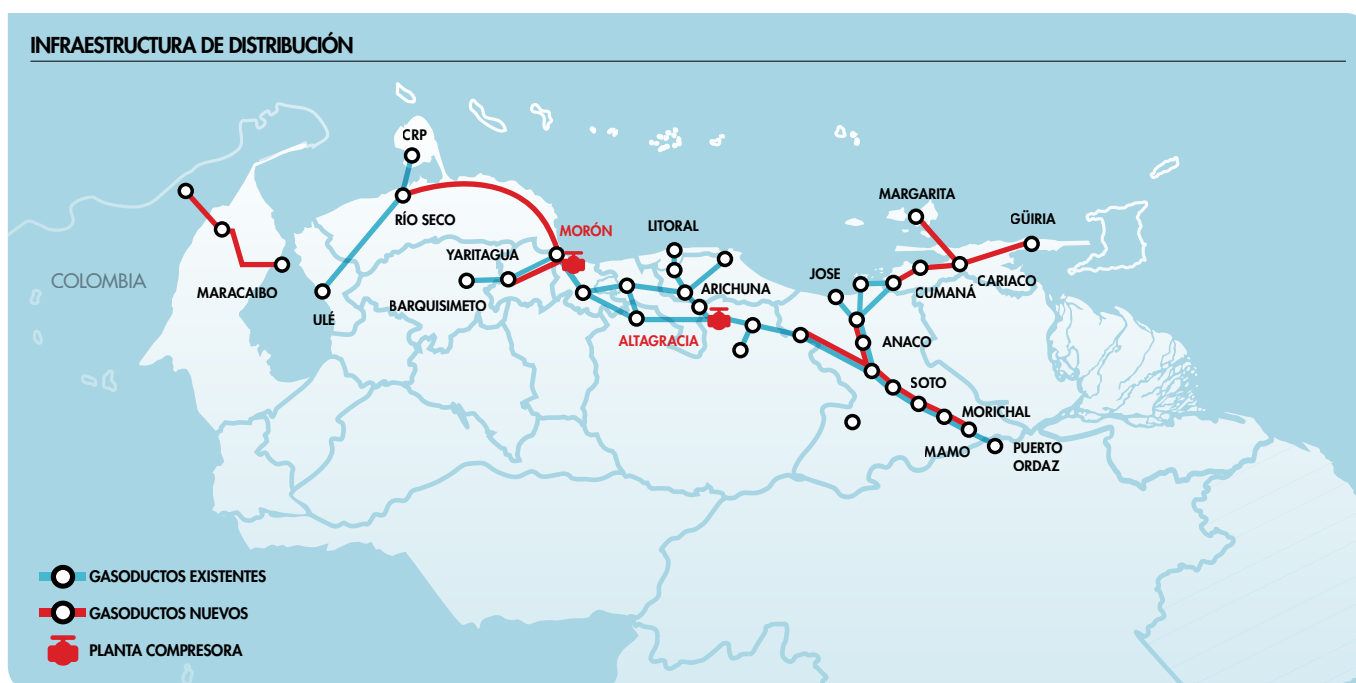 INFRAESTRUCTURA DE DISTRIBUCIÓN
CRP
RÍO SECO
MORÓN
LITORAL
MARGARITA
GÜIRIA
COLOMBIA
MARACAIBO
ULÉ
YARITAGUA
BARQUISIMETO
ARICHUNA
ALTAGRACIA
JOSE
CUMANÁ
CARIACO
ANACO
SOTO
MORICHAL
MAMO
PUERTO
ORDAZ
GASODUCTOS EXISTENTES
GASODUCTOS NUEVOS
PLANTA COMPRESORA